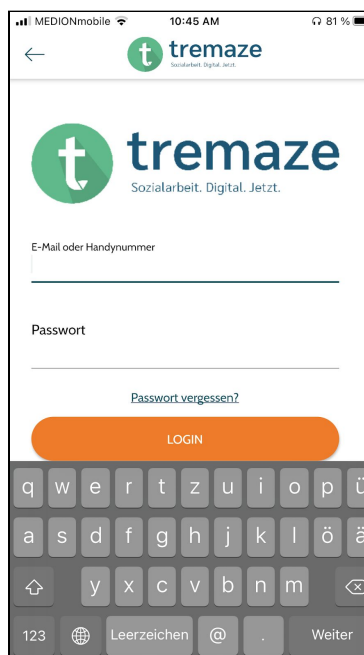 MEDIONmobile 10:45 AM 81 %
t tremaze
Sozialarbeit. Digital. Jetzt.
t tremaze
Sozialarbeit. Digital. Jetzt.
E-Mail oder Handynummer
Passwort
Passwort vergessen?
LOGIN
q w e r t z u i o p ü
a s d f g h j k l ö ä
y x c v b n m
123 Leerzeichen @ . Weiter